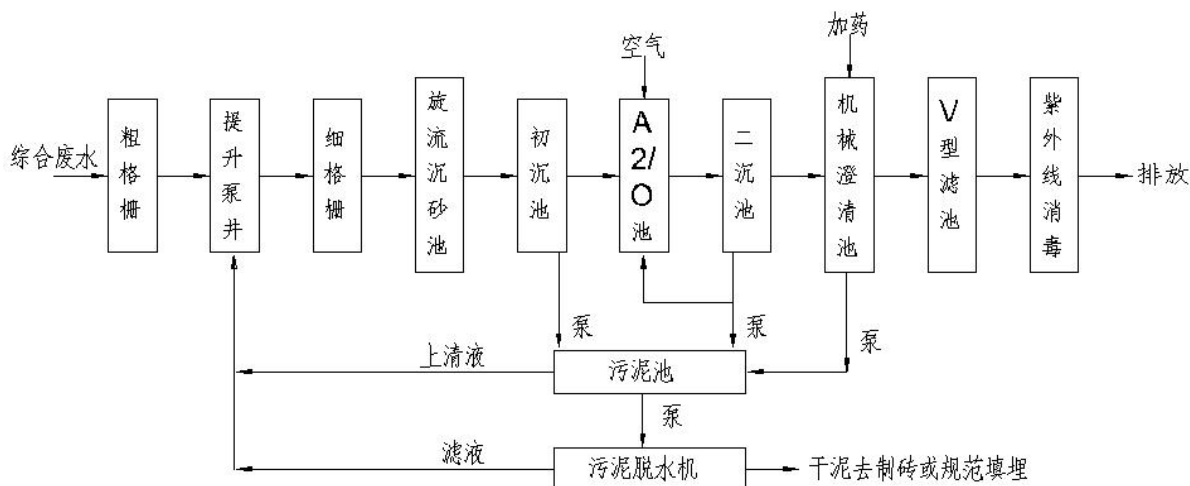 加药
空气
综合废水
粗格栅
提升泵井
细格栅
旋流沉砂池
初沉池
A2/O池
二沉池
机械澄清池
V型滤池
紫外线消毒
排放
泵
泵
泵
上清液
污泥池
泵
滤液
污泥脱水机
干泥去制砖或规范填埋